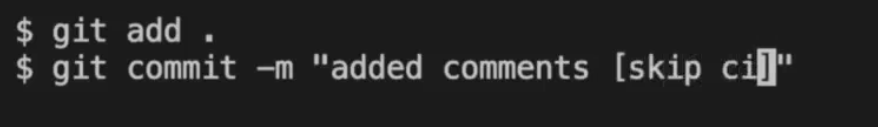 $ git add .
$ git commit -m "added comments [skip ci]"